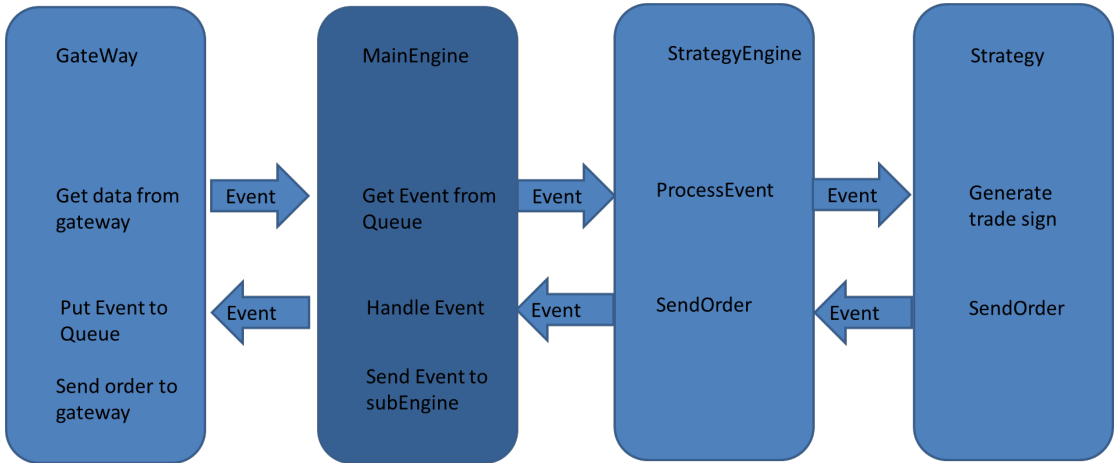 GateWay
Get data from
gateway
Put Event to
Queue
Send order to
gateway
Event
Event
MainEngine
Get Event from
Queue
Handle Event
Send Event to
subEngine
Event
Event
StrategyEngine
ProcessEvent
SendOrder
Event
Event
Strategy
Generate
trade sign
SendOrder